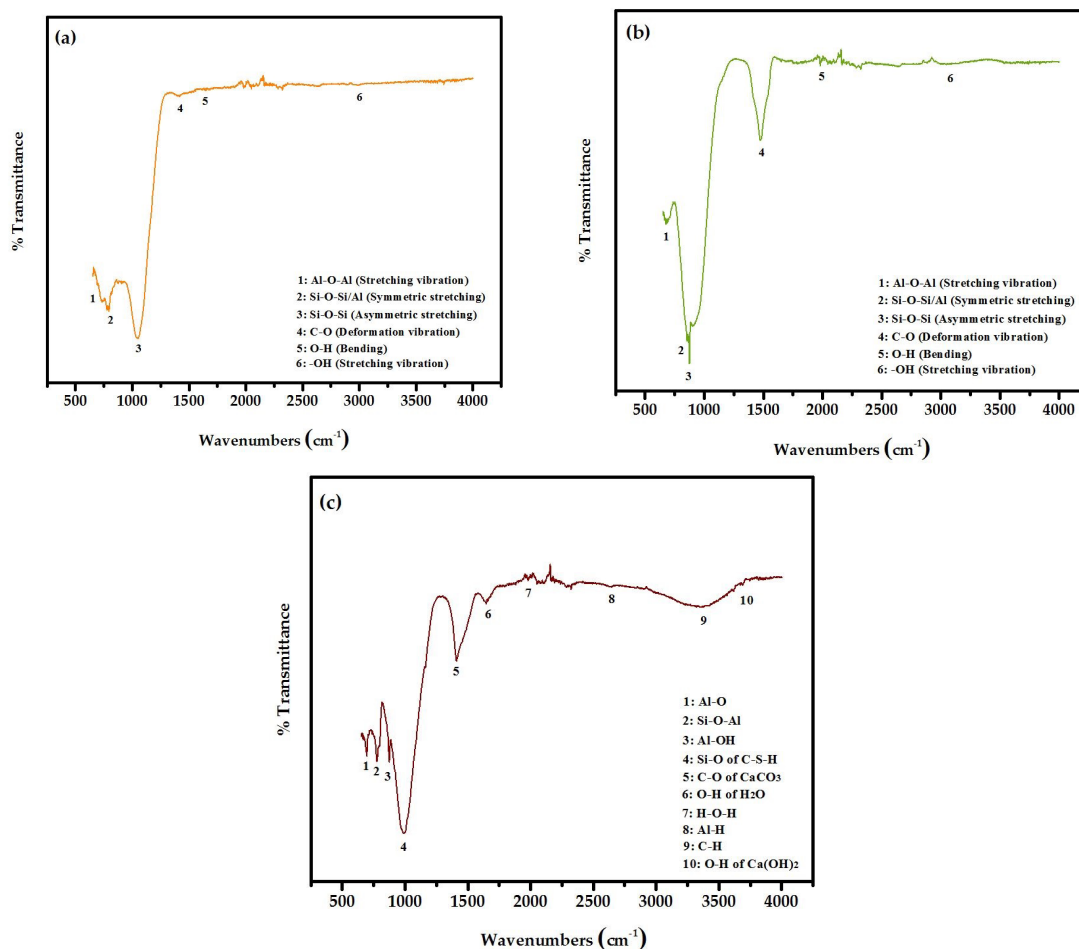 (a)
% Transmittance
1
2
3
4
5
6
1: Al-O-Al (Stretching vibration)
2: Si-O-Si/Al (Symmetric stretching)
3: Si-O-Si (Asymmetric stretching)
4: C-O (Deformation vibration)
5: O-H (Bending)
6: -OH (Stretching vibration)
500 1000 1500 2000 2500 3000 3500 4000
Wavenumbers (cm⁻¹)
(b)
% Transmittance
1
2
3
4
5
6
1: Al-O-Al (Stretching vibration)
2: Si-O-Si/Al (Symmetric stretching)
3: Si-O-Si (Asymmetric stretching)
4: C-O (Deformation vibration)
5: O-H (Bending)
6: -OH (Stretching vibration)
500 1000 1500 2000 2500 3000 3500 4000
Wavenumbers (cm⁻¹)
(c)
% Transmittance
1
2
3
4
5
6
7
8
9
10
1: Al-O
2: Si-O-Al
3: Al-OH
4: Si-O of C-S-H
5: C-O of CaCO₃
6: O-H of H₂O
7: H-O-H
8: Al-H
9: C-H
10: O-H of Ca(OH)₂
500 1000 1500 2000 2500 3000 3500 4000
Wavenumbers (cm⁻¹)